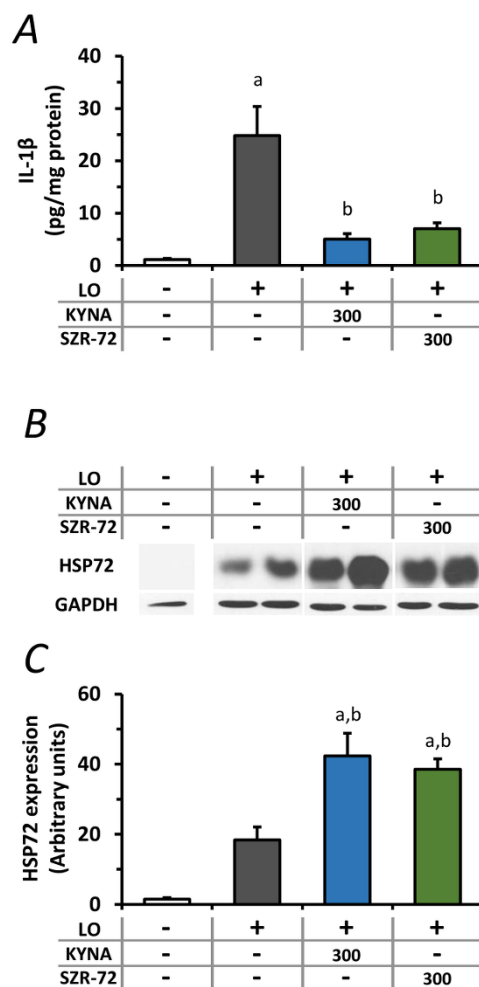 A
IL-1β
(pg/mg protein)
40
30
20
10
0
a
b
b
LO - + + +
KYNA - - 300 -
SZR-72 - - - 300
B
LO - + + +
KYNA - - 300 -
SZR-72 - - - 300
HSP72
GAPDH
C
HSP72 expression
(Arbitrary units)
60
40
20
0
a,b
a,b
LO - + + +
KYNA - - 300 -
SZR-72 - - - 300